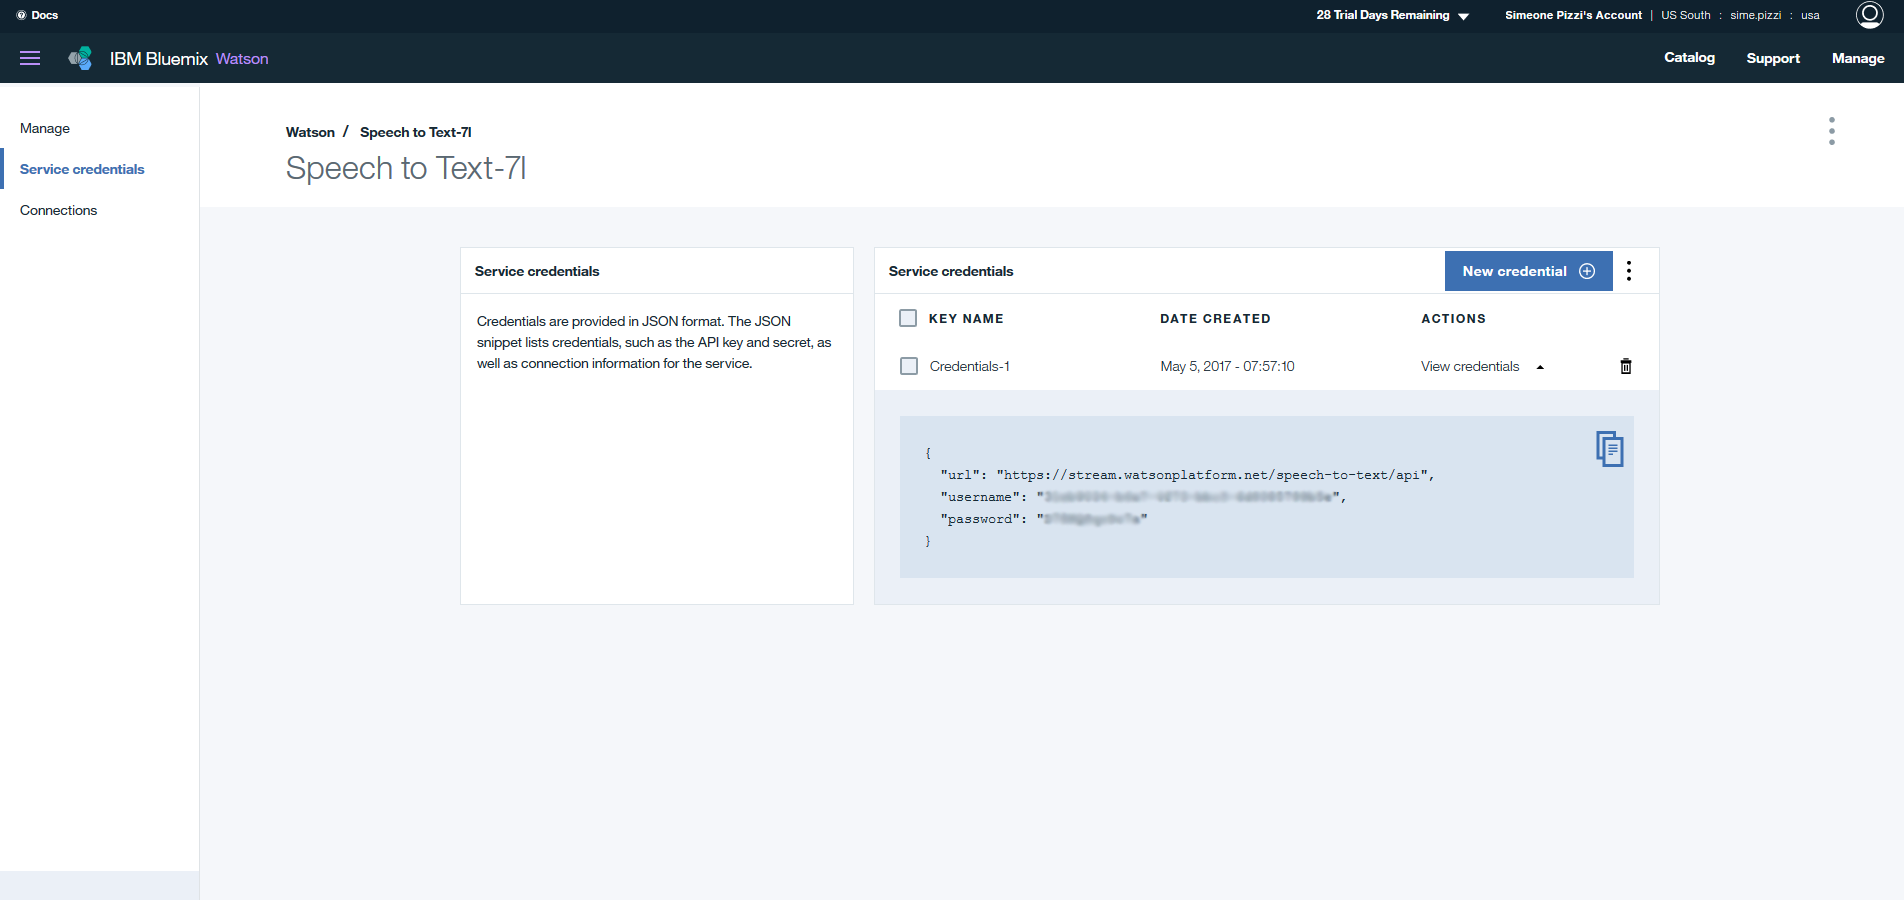 Docs
28 Trial Days Remaining
Simeone Pizzi's Account | US South : sime.pizzi : usa
IBM Bluemix Watson
Catalog
Support
Manage
Manage
Service credentials
Connections
Watson / Speech to Text-7l
Speech to Text-7l
Service credentials
Credentials are provided in JSON format. The JSON
snippet lists credentials, such as the API key and secret, as
well as connection information for the service.
Service credentials
New credential
KEY NAME
DATE CREATED
ACTIONS
Credentials-1
May 5, 2017 - 07:57:10
View credentials
{
"url": "https://stream.watsonplatform.net/speech-to-text/api",
"username": "",
"password": ""
}